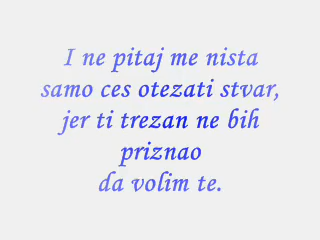 I ne pitaj me nista
samo ces otezati stvar,
jer ti trezan ne bih
priznao
da volim te.